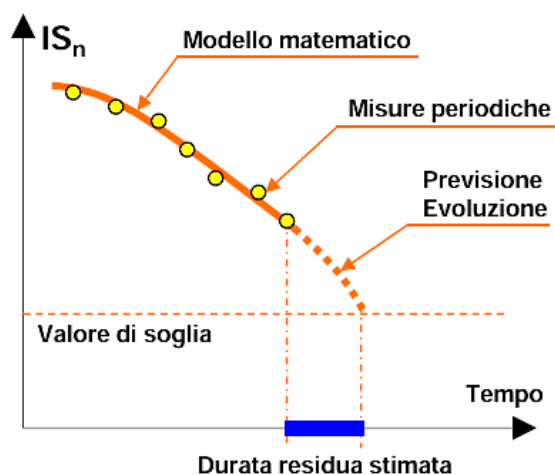 ISn
Modello matematico
Misure periodiche
Previsione
Evoluzione
Valore di soglia
Tempo
Durata residua stimata